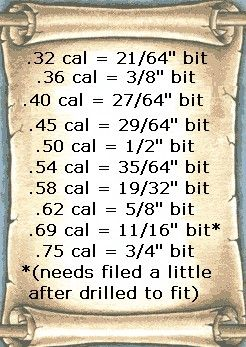 .32 cal = 21/64" bit
.36 cal = 3/8" bit
.40 cal = 27/64" bit
.45 cal = 29/64" bit
.50 cal = 1/2" bit
.54 cal = 35/64" bit
.58 cal = 19/32" bit
.62 cal = 5/8" bit
.69 cal = 11/16" bit*
.75 cal = 3/4" bit
*(needs filed a little
after drilled to fit)